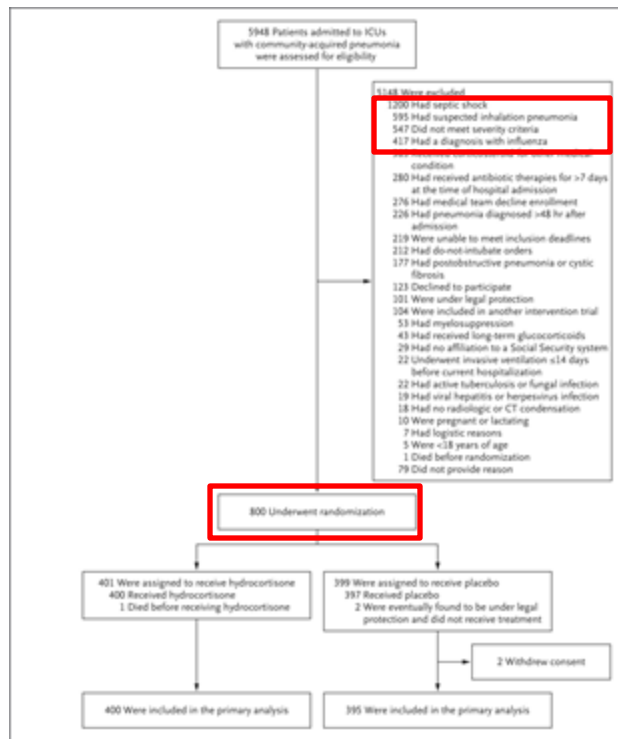 5948 Patients admitted to ICUs
with community-acquired pneumonia
were assessed for eligibility
5148 Were excluded
1200 Had septic shock
595 Had suspected inhalation pneumonia
547 Did not meet severity criteria
417 Had a diagnosis with influenza
condition
280 Had received antibiotic therapies for >7 days
at the time of hospital admission
276 Had medical team decline enrollment
226 Had pneumonia diagnosed >48 hr after
admission
219 Were unable to meet inclusion deadlines
212 Had do-not-intubate orders
177 Had postobstructive pneumonia or cystic
fibrosis
123 Declined to participate
101 Were under legal protection
104 Were included in another intervention trial
53 Had myelosuppression
43 Had received long-term glucocorticoids
29 Had no affiliation to a Social Security system
22 Underwent invasive ventilation ≤14 days
before current hospitalization
22 Had active tuberculosis or fungal infection
19 Had viral hepatitis or herpesvirus infection
18 Had no radiologic or CT condensation
10 Were pregnant or lactating
7 Had logistic reasons
5 Were <18 years of age
1 Died before randomization
79 Did not provide reason
800 Underwent randomization
401 Were assigned to receive hydrocortisone
400 Received hydrocortisone
1 Died before receiving hydrocortisone
399 Were assigned to receive placebo
397 Received placebo
2 Were eventually found to be under legal
protection and did not receive treatment
2 Withdrew consent
400 Were included in the primary analysis
395 Were included in the primary analysis